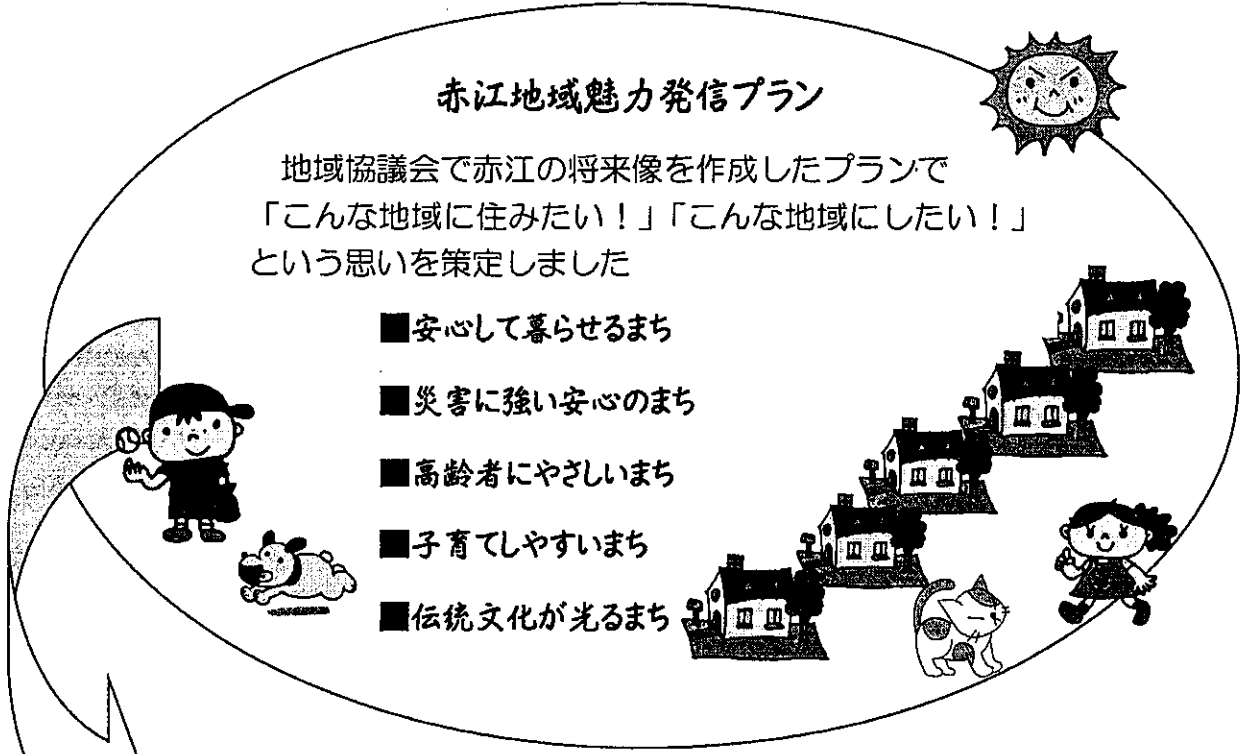 赤江地域魅力発信プラン
地域協議会で赤江の将来像を作成したプランで
「こんな地域に住みたい！」「こんな地域にしたい！」
という思いを策定しました
■安心して暮らせるまち
■災害に強い安心のまち
■高齢者にやさしいまち
■子育てしやすいまち
■伝統文化が光るまち